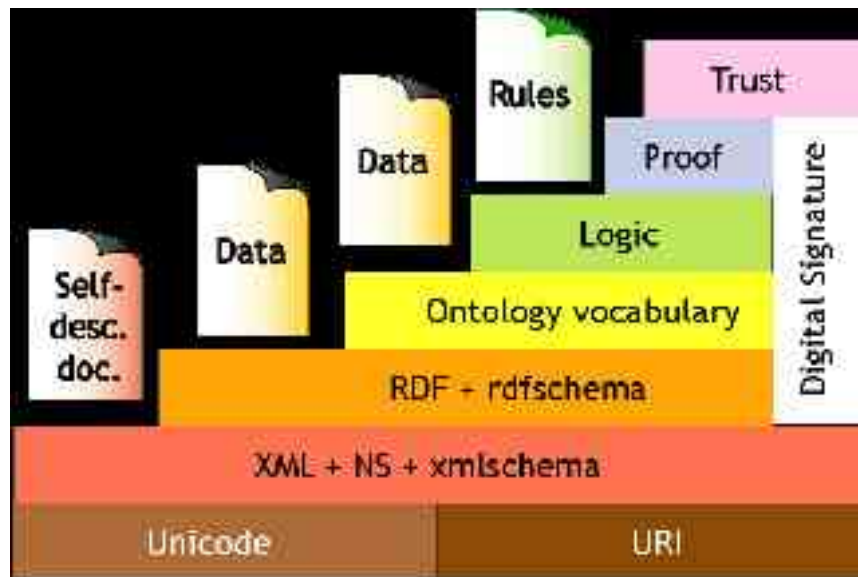 Trust
Rules
Proof
Data
Logic
Data
Digital Signature
Self-
desc.
doc.
Ontology vocabulary
RDF + rdfschema
XML + NS + xmlschema
Unicode
URI